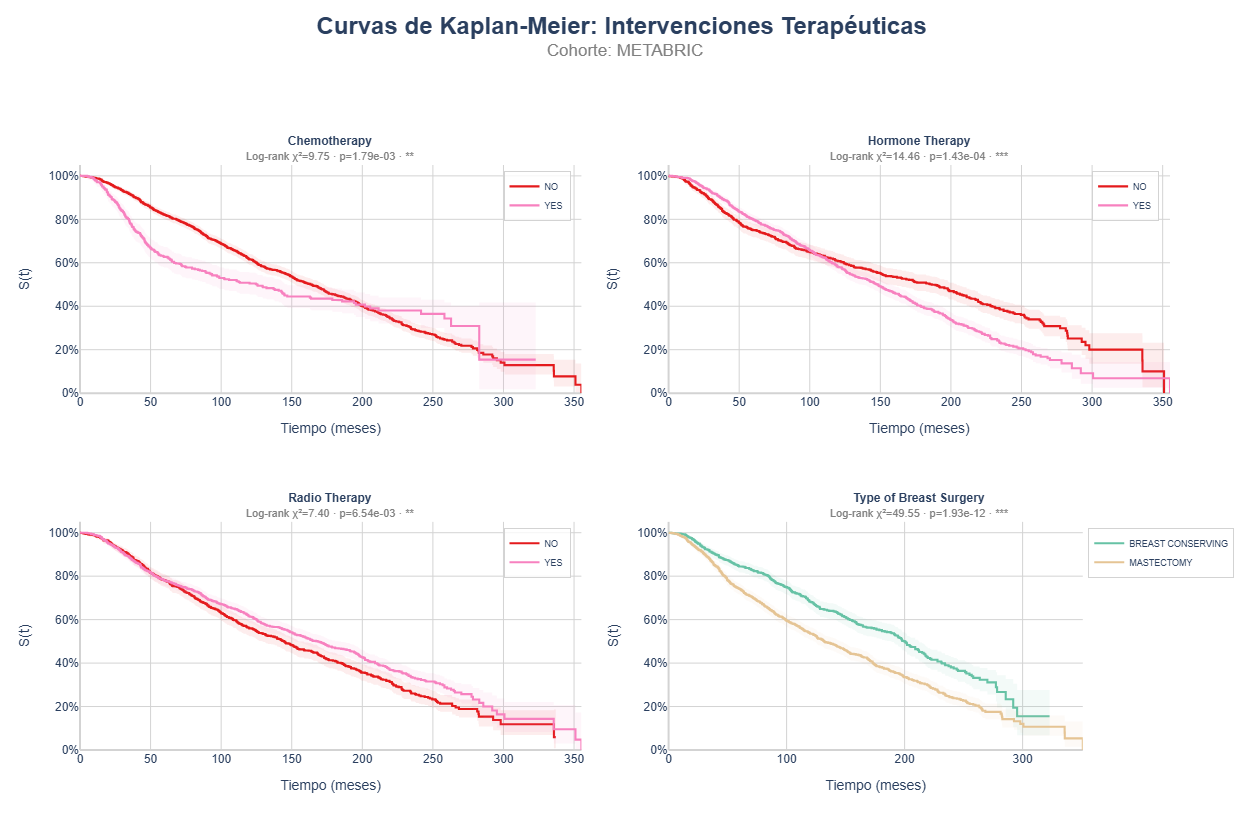 Curvas de Kaplan-Meier: Intervenciones Terapéuticas
Cohorte: METABRIC
Chemotherapy
Log-rank χ²=9.75 · p=1.79e-03 · **
100%
80%
60%
40%
20%
0%
S(t)
0 50 100 150 200 250 300 350
Tiempo (meses)
NO
YES
Hormone Therapy
Log-rank χ²=14.46 · p=1.43e-04 · ***
100%
80%
60%
40%
20%
0%
S(t)
0 50 100 150 200 250 300 350
Tiempo (meses)
NO
YES
Radio Therapy
Log-rank χ²=7.40 · p=6.54e-03 · **
100%
80%
60%
40%
20%
0%
S(t)
0 50 100 150 200 250 300 350
Tiempo (meses)
NO
YES
Type of Breast Surgery
Log-rank χ²=49.55 · p=1.93e-12 · ***
100%
80%
60%
40%
20%
0%
S(t)
0 100 200 300
Tiempo (meses)
BREAST CONSERVING
MASTECTOMY